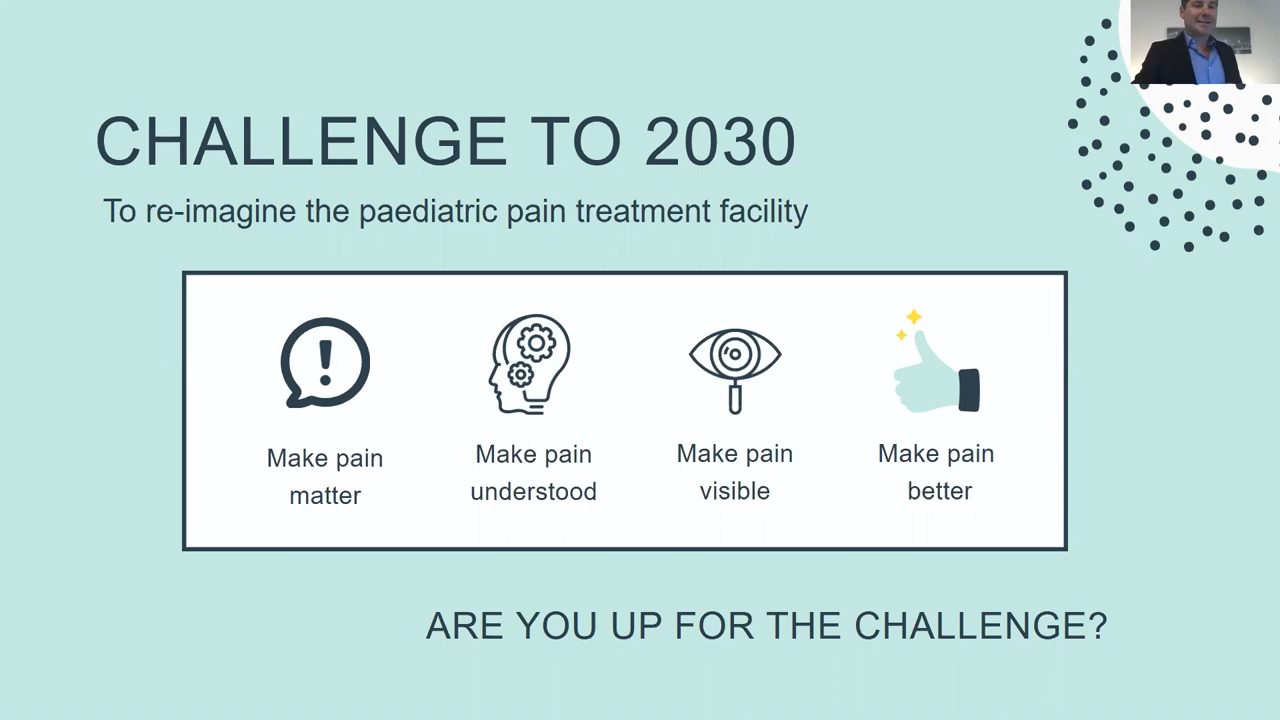 CHALLENGE TO 2030
To re-imagine the paediatric pain treatment facility
Make pain
matter
Make pain
understood
Make pain
visible
Make pain
better
ARE YOU UP FOR THE CHALLENGE?